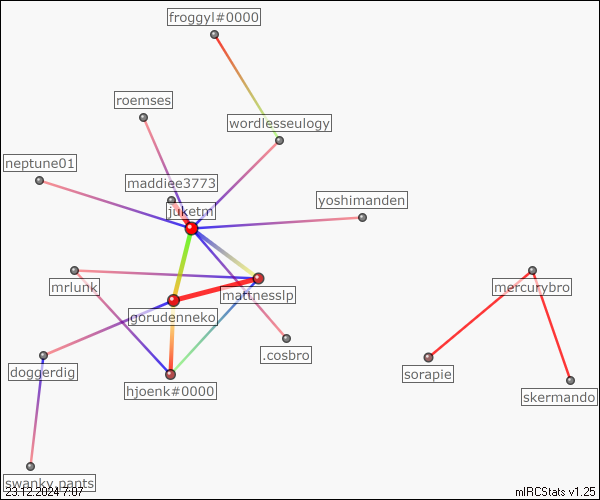 froggyl#0000
roemses
wordlesseulogy
neptune01
maddiee3773
yoshimanden
juketm
mrlunk
mattnesslp
mercurybro
gorudenneko
.cosbro
doggerdig
sorapie
hjoenk#0000
skermando
swanky.pants
23.12.2024 7:07
mIRCStats v1.25